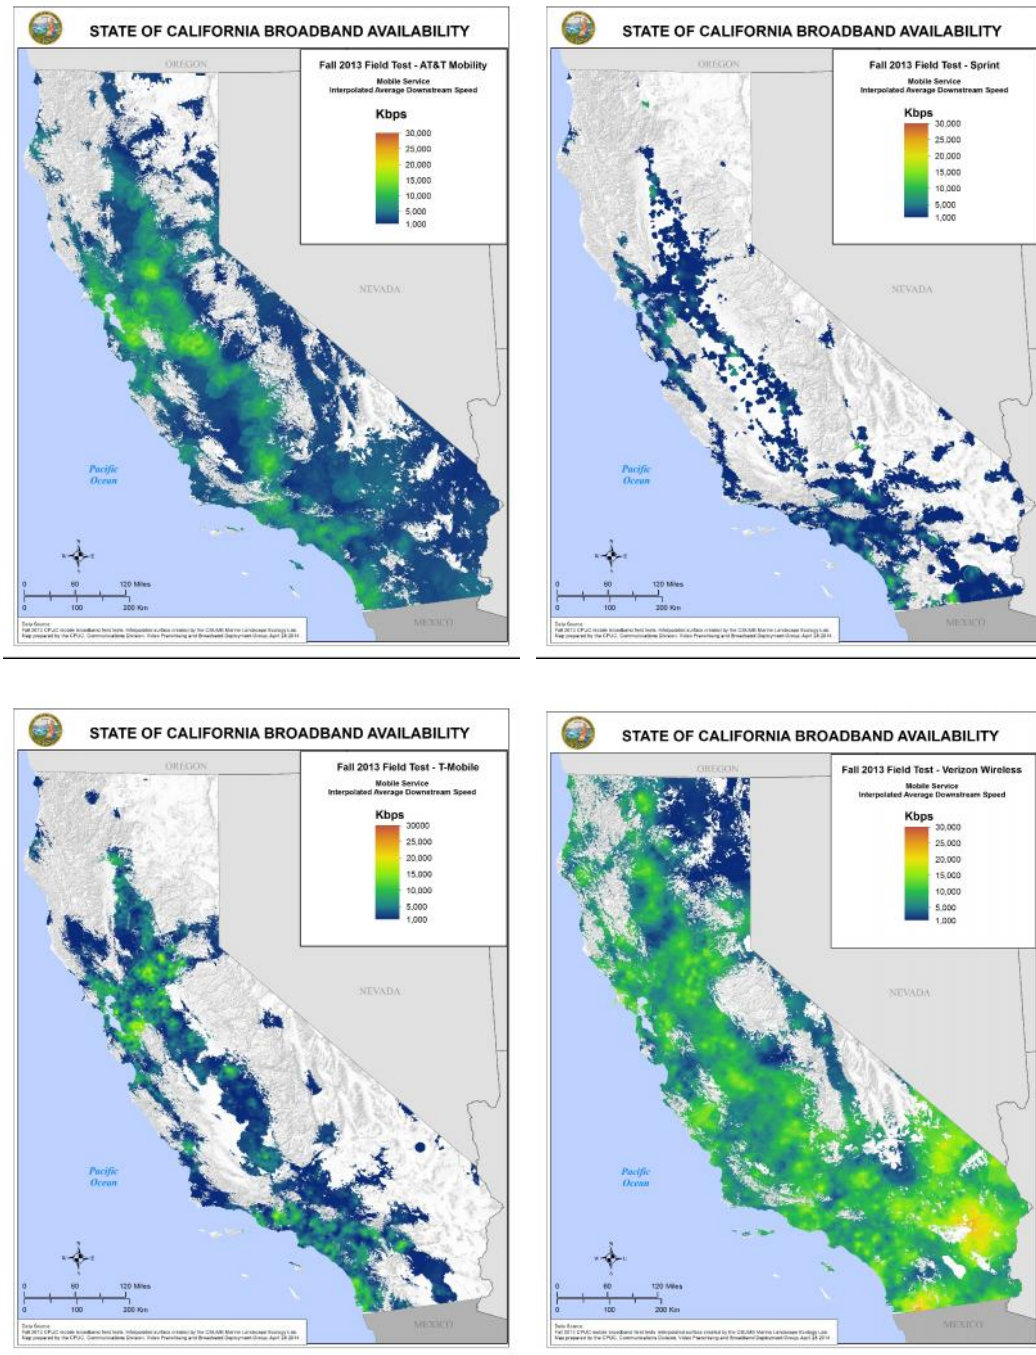 STATE OF CALIFORNIA BROADBAND AVAILABILITY
OREGON
Fall 2013 Field Test - AT&T Mobility
Mobile Service
Interpolated Average Downstream Speed
Kbps
30,000
25,000
20,000
15,000
10,000
5,000
1,000
NEVADA
Pacific
Ocean
0 60 120 Miles
0 100 200 Km
MEXICO
Data Source:
STATE OF CALIFORNIA BROADBAND AVAILABILITY
OREGON
Fall 2013 Field Test - Sprint
Mobile Service
Interpolated Average Downstream Speed
Kbps
30,000
25,000
20,000
15,000
10,000
5,000
1,000
NEVADA
Pacific
Ocean
0 60 120 Miles
0 100 200 Km
MEXICO
Data Source:
STATE OF CALIFORNIA BROADBAND AVAILABILITY
OREGON
Fall 2013 Field Test - T-Mobile
Mobile Service
Interpolated Average Downstream Speed
Kbps
30000
25,000
20,000
15,000
10,000
5,000
1,000
NEVADA
Pacific
Ocean
0 60 120 Miles
0 100 200 Km
MEXICO
Data Source:
STATE OF CALIFORNIA BROADBAND AVAILABILITY
OREGON
Fall 2013 Field Test - Verizon Wireless
Mobile Service
Interpolated Average Downstream Speed
Kbps
30,000
25,000
20,000
15,000
10,000
5,000
1,000
NEVADA
Pacific
Ocean
0 60 120 Miles
0 100 200 Km
MEXICO
Data Source: